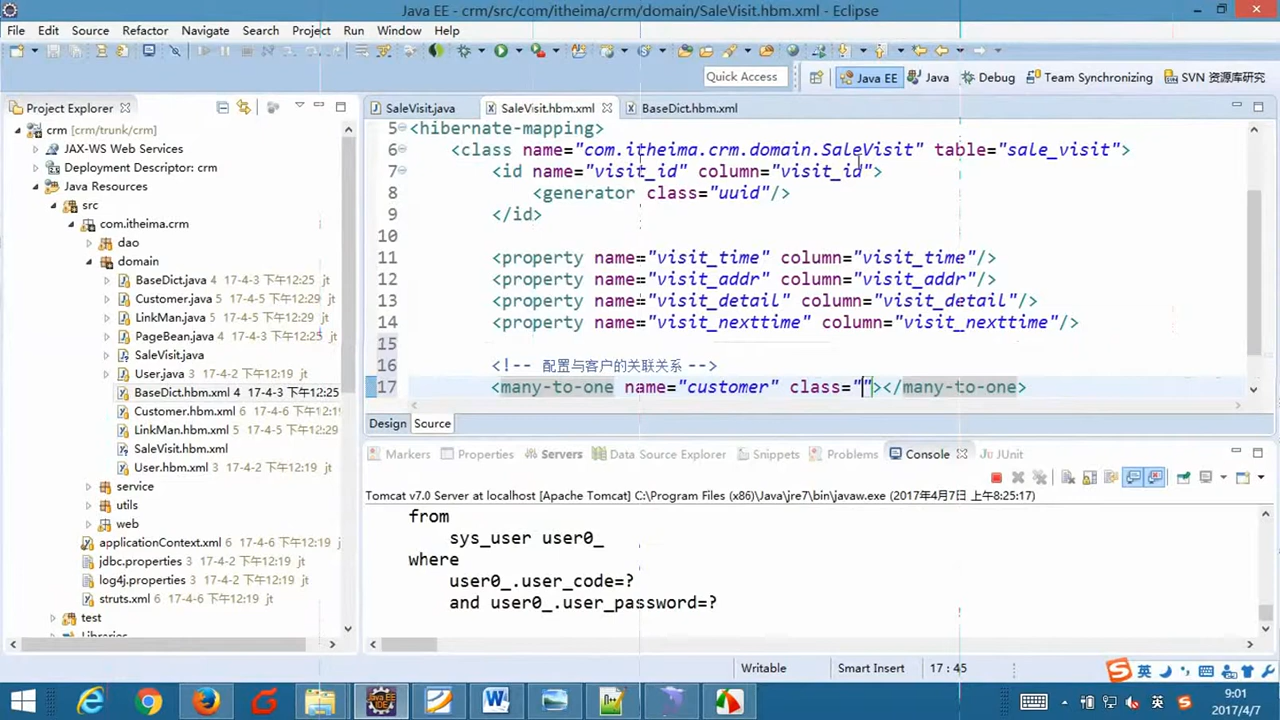 Java EE - crm/src/com/itheima/crm/domain/SaleVisit.hbm.xml - Eclipse
File Edit Source Refactor Navigate Search Project Run Window Help
Quick Access
Java EE
Java
Debug
Team Synchronizing
SVN 资源库研究
Project Explorer
SaleVisit.java
SaleVisit.hbm.xml
BaseDict.hbm.xml
crm [crm/trunk/crm]
JAX-WS Web Services
Deployment Descriptor: crm
Java Resources
src
com.itheima.crm
dao
domain
BaseDict.java 4 17-4-3 下午12:25 jt
Customer.java 5 17-4-5 下午12:29 jt
LinkMan.java 5 17-4-5 下午12:29 jt
PageBean.java 4 17-4-3 下午12:25 jt
SaleVisit.java
User.java 3 17-4-2 下午12:19 jt
BaseDict.hbm.xml 4 17-4-3 下午12:25
Customer.hbm.xml 5 17-4-5 下午12:29
LinkMan.hbm.xml 5 17-4-5 下午12:29
SaleVisit.hbm.xml
User.hbm.xml 3 17-4-2 下午12:19 jt
service
utils
web
applicationContext.xml 6 17-4-6 下午12:19 jt
jdbc.properties 3 17-4-2 下午12:19 jt
log4j.properties 3 17-4-2 下午12:19 jt
struts.xml 6 17-4-6 下午12:19 jt
test
Libraries
5 <hibernate-mapping>
6 <class name="com.itheima.crm.domain.SaleVisit" table="sale_visit">
7 <id name="visit_id" column="visit_id">
8 <generator class="uuid"/>
9 </id>
10
11 <property name="visit_time" column="visit_time"/>
12 <property name="visit_addr" column="visit_addr"/>
13 <property name="visit_detail" column="visit_detail"/>
14 <property name="visit_nexttime" column="visit_nexttime"/>
15
16 <!-- 配置与客户的关联关系 -->
17 <many-to-one name="customer" class=""></many-to-one>
Design Source
Markers Properties Servers Data Source Explorer Snippets Problems Console JUnit
Tomcat v7.0 Server at localhost [Apache Tomcat] C:\Program Files (x86)\Java\jre7\bin\javaw.exe (2017年4月7日 上午8:25:17)
from
sys_user user0_
where
user0_.user_code=?
and user0_.user_password=?
Writable
Smart Insert
17 : 45
英
英
9:01
2017/4/7